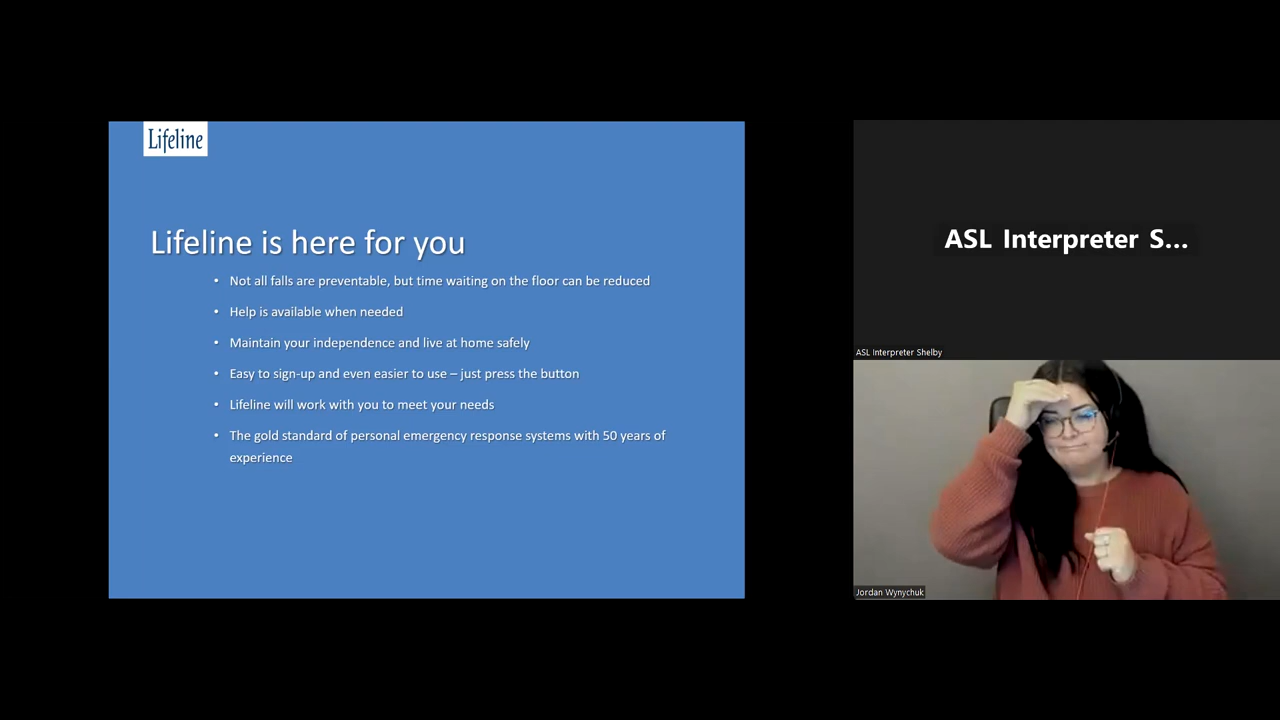 Lifeline
Lifeline is here for you
• Not all falls are preventable, but time waiting on the floor can be reduced
• Help is available when needed
• Maintain your independence and live at home safely
• Easy to sign-up and even easier to use – just press the button
• Lifeline will work with you to meet your needs
• The gold standard of personal emergency response systems with 50 years of
experience
ASL Interpreter S...
ASL Interpreter Shelby
Jordan Wynychuk